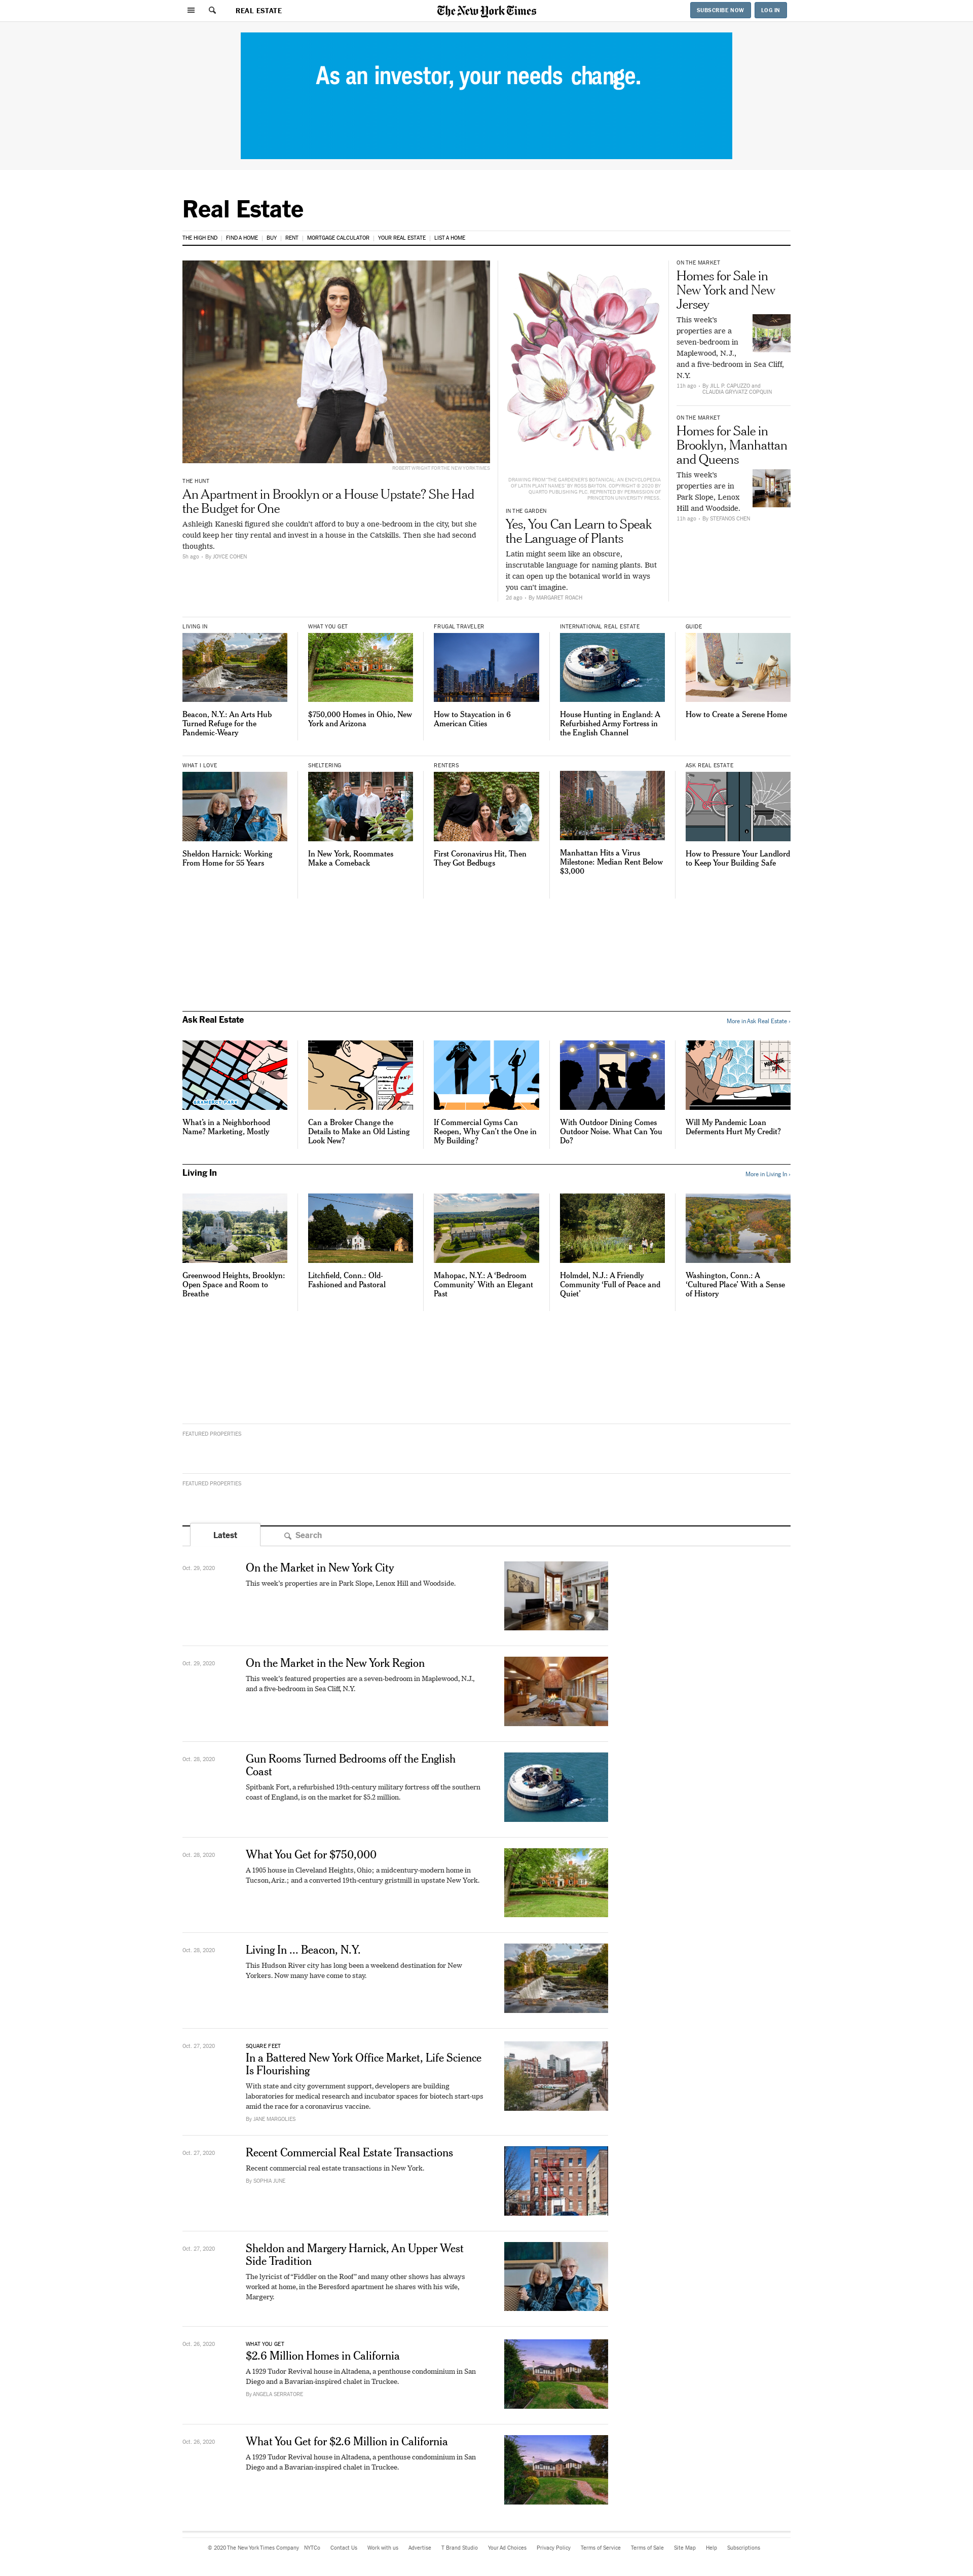 REAL ESTATE
The New York Times
SUBSCRIBE NOW
LOG IN
As an investor, your needs change.
Real Estate
THE HIGH END
FIND A HOME
BUY
RENT
MORTGAGE CALCULATOR
YOUR REAL ESTATE
LIST A HOME
ROBERT WRIGHT FOR THE NEW YORK TIMES
THE HUNT
An Apartment in Brooklyn or a House Upstate? She Had
the Budget for One
Ashleigh Kaneski figured she couldn't afford to buy a one-bedroom in the city, but she
could keep her tiny rental and invest in a house in the Catskills. Then she had second
thoughts.
5h ago - By JOYCE COHEN
DRAWING FROM 'THE GARDENER'S BOTANICAL: AN ENCYCLOPEDIA
OF LATIN PLANT NAMES' BY ROSS BAYTON. COPYRIGHT © 2020 BY
QUARTO PUBLISHING PLC. REPRINTED BY PERMISSION OF
PRINCETON UNIVERSITY PRESS.
IN THE GARDEN
Yes, You Can Learn to Speak
the Language of Plants
Latin might seem like an obscure,
inscrutable language for naming plants. But
it can open up the botanical world in ways
you can't imagine.
2d ago - By MARGARET ROACH
ON THE MARKET
Homes for Sale in
New York and New
Jersey
This week's
properties are a
seven-bedroom in
Maplewood, N.J.,
and a five-bedroom in Sea Cliff,
N.Y.
11h ago - By JILL P. CAPUZZO and
CLAUDIA GRYVATZ COPQUIN
ON THE MARKET
Homes for Sale in
Brooklyn, Manhattan
and Queens
This week's
properties are in
Park Slope, Lenox
Hill and Woodside.
11h ago - By STEFANOS CHEN
LIVING IN
Beacon, N.Y.: An Arts Hub
Turned Refuge for the
Pandemic-Weary
WHAT YOU GET
$750,000 Homes in Ohio, New
York and Arizona
FRUGAL TRAVELER
How to Staycation in 6
American Cities
INTERNATIONAL REAL ESTATE
House Hunting in England: A
Refurbished Army Fortress in
the English Channel
GUIDE
How to Create a Serene Home
WHAT I LOVE
Sheldon Harnick: Working
From Home for 55 Years
SHELTERING
In New York, Roommates
Make a Comeback
RENTERS
First Coronavirus Hit, Then
They Got Bedbugs
Manhattan Hits a Virus
Milestone: Median Rent Below
$3,000
ASK REAL ESTATE
How to Pressure Your Landlord
to Keep Your Building Safe
Ask Real Estate
More in Ask Real Estate ›
GRAMERCY PARK
What's in a Neighborhood
Name? Marketing, Mostly
Can a Broker Change the
Details to Make an Old Listing
Look New?
If Commercial Gyms Can
Reopen, Why Can't the One in
My Building?
With Outdoor Dining Comes
Outdoor Noise. What Can You
Do?
Will My Pandemic Loan
Deferments Hurt My Credit?
Living In
More in Living In ›
Greenwood Heights, Brooklyn:
Open Space and Room to
Breathe
Litchfield, Conn.: Old-
Fashioned and Pastoral
Mahopac, N.Y.: A 'Bedroom
Community' With an Elegant
Past
Holmdel, N.J.: A Friendly
Community 'Full of Peace and
Quiet'
Washington, Conn.: A
'Cultured Place' With a Sense
of History
FEATURED PROPERTIES
FEATURED PROPERTIES
Latest
Search
Oct. 29, 2020
On the Market in New York City
This week's properties are in Park Slope, Lenox Hill and Woodside.
Oct. 29, 2020
On the Market in the New York Region
This week's featured properties are a seven-bedroom in Maplewood, N.J.,
and a five-bedroom in Sea Cliff, N.Y.
Oct. 28, 2020
Gun Rooms Turned Bedrooms off the English
Coast
Spitbank Fort, a refurbished 19th-century military fortress off the southern
coast of England, is on the market for $5.2 million.
Oct. 28, 2020
What You Get for $750,000
A 1905 house in Cleveland Heights, Ohio; a midcentury-modern home in
Tucson, Ariz.; and a converted 19th-century gristmill in upstate New York.
Oct. 28, 2020
Living In ... Beacon, N.Y.
This Hudson River city has long been a weekend destination for New
Yorkers. Now many have come to stay.
Oct. 27, 2020
SQUARE FEET
In a Battered New York Office Market, Life Science
Is Flourishing
With state and city government support, developers are building
laboratories for medical research and incubator spaces for biotech start-ups
amid the race for a coronavirus vaccine.
By JANE MARGOLIES
Oct. 27, 2020
Recent Commercial Real Estate Transactions
Recent commercial real estate transactions in New York.
By SOPHIA JUNE
Oct. 27, 2020
Sheldon and Margery Harnick, An Upper West
Side Tradition
The lyricist of "Fiddler on the Roof" and many other shows has always
worked at home, in the Beresford apartment he shares with his wife,
Margery.
Oct. 26, 2020
WHAT YOU GET
$2.6 Million Homes in California
A 1929 Tudor Revival house in Altadena, a penthouse condominium in San
Diego and a Bavarian-inspired chalet in Truckee.
By ANGELA SERRATORE
Oct. 26, 2020
What You Get for $2.6 Million in California
A 1929 Tudor Revival house in Altadena, a penthouse condominium in San
Diego and a Bavarian-inspired chalet in Truckee.
© 2020 The New York Times Company
NYTCo
Contact Us
Work with us
Advertise
T Brand Studio
Your Ad Choices
Privacy Policy
Terms of Service
Terms of Sale
Site Map
Help
Subscriptions